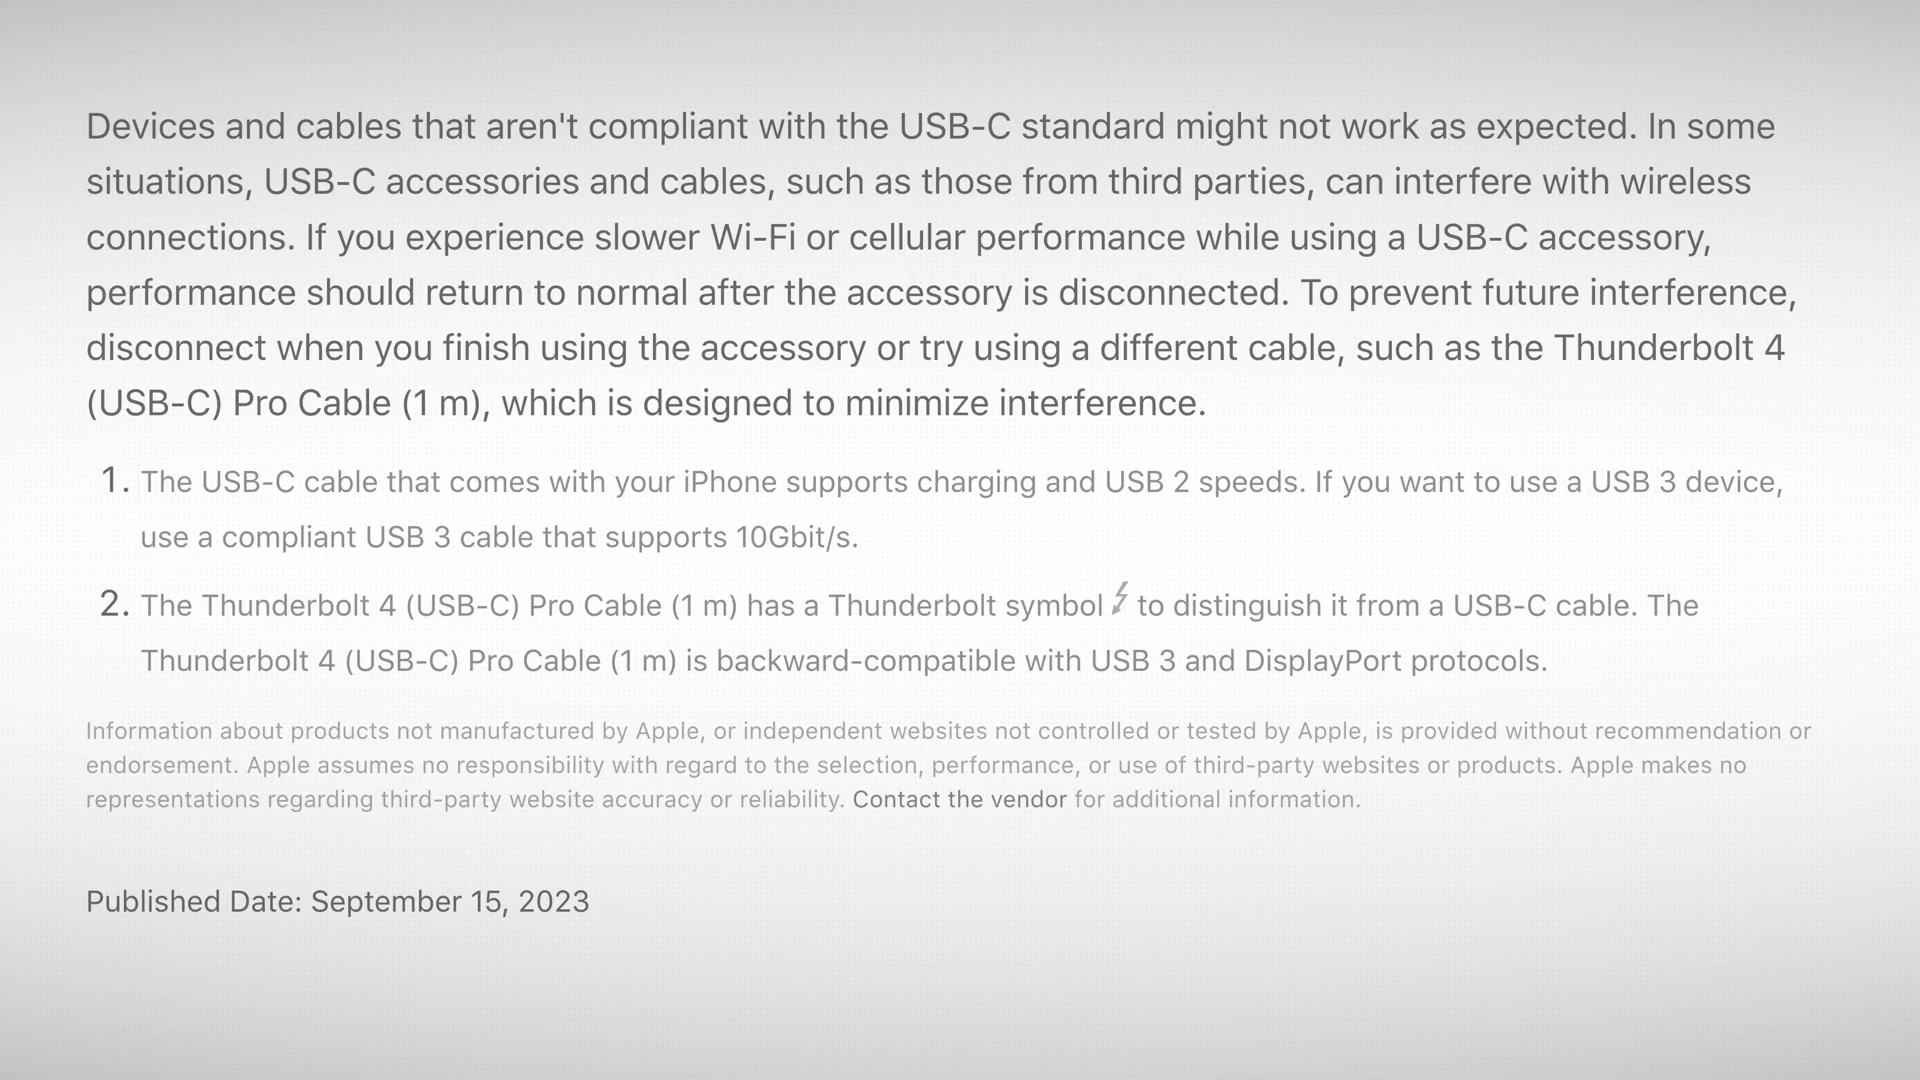 Devices and cables that aren't compliant with the USB-C standard might not work as expected. In some
situations, USB-C accessories and cables, such as those from third parties, can interfere with wireless
connections. If you experience slower Wi-Fi or cellular performance while using a USB-C accessory,
performance should return to normal after the accessory is disconnected. To prevent future interference,
disconnect when you finish using the accessory or try using a different cable, such as the Thunderbolt 4
(USB-C) Pro Cable (1 m), which is designed to minimize interference.
1. The USB-C cable that comes with your iPhone supports charging and USB 2 speeds. If you want to use a USB 3 device,
use a compliant USB 3 cable that supports 10Gbit/s.
2. The Thunderbolt 4 (USB-C) Pro Cable (1 m) has a Thunderbolt symbol to distinguish it from a USB-C cable. The
Thunderbolt 4 (USB-C) Pro Cable (1 m) is backward-compatible with USB 3 and DisplayPort protocols.
Information about products not manufactured by Apple, or independent websites not controlled or tested by Apple, is provided without recommendation or
endorsement. Apple assumes no responsibility with regard to the selection, performance, or use of third-party websites or products. Apple makes no
representations regarding third-party website accuracy or reliability. Contact the vendor for additional information.
Published Date: September 15, 2023